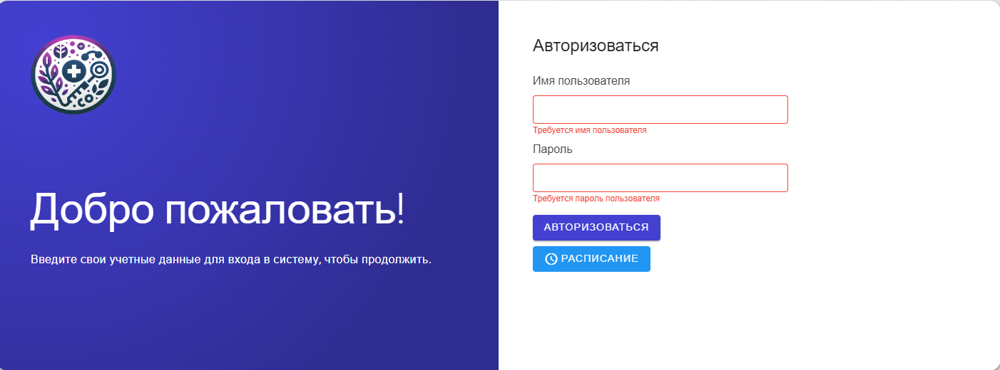 Добро пожаловать!
Введите свои учетные данные для входа в систему, чтобы продолжить.
Авторизоваться
Имя пользователя
Требуется имя пользователя
Пароль
Требуется пароль пользователя
АВТОРИЗОВАТЬСЯ
РАСПИСАНИЕ